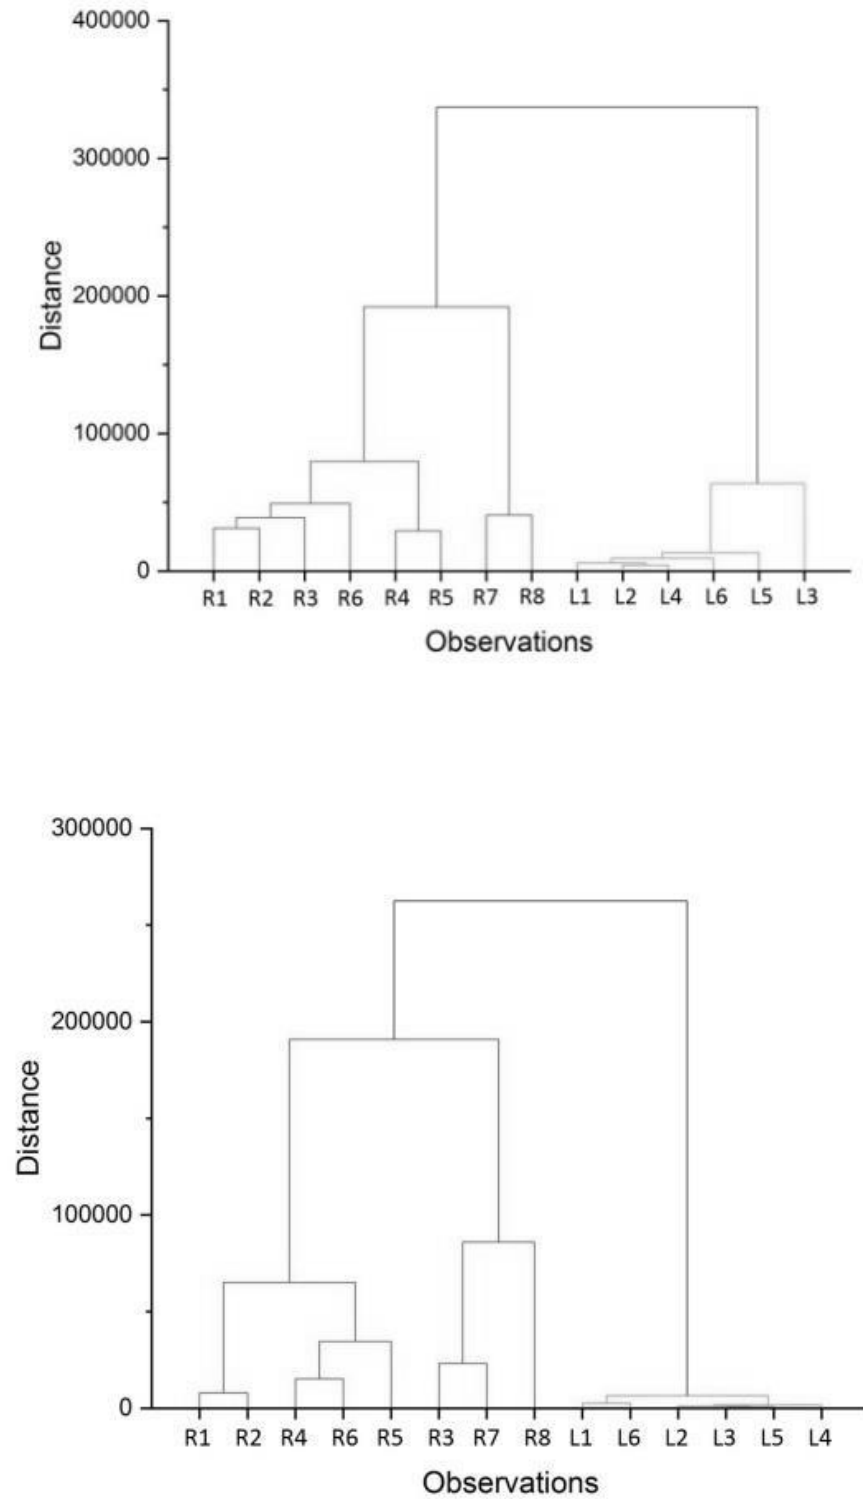 400000
300000
200000
100000
0
Distance
R1 R2 R3 R6 R4 R5 R7 R8 L1 L2 L4 L6 L5 L3
Observations
300000
200000
100000
0
Distance
R1 R2 R4 R6 R5 R3 R7 R8 L1 L6 L2 L3 L5 L4
Observations